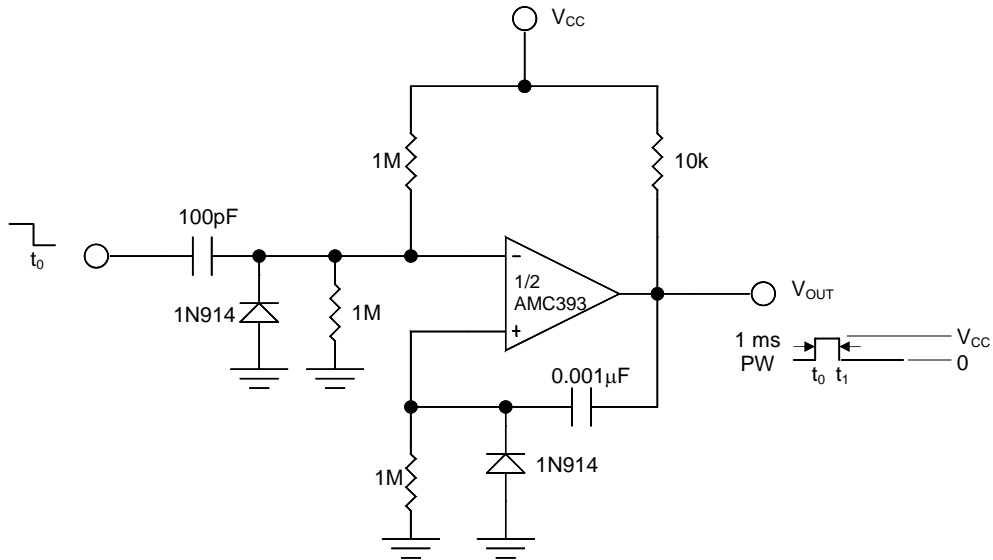 V_CC
1M
10k
100pF
t₀
1N914
1M
-
1/2
AMC393
+
V_OUT
1 ms
PW
V_CC
0
t₀ t₁
0.001µF
1M
1N914